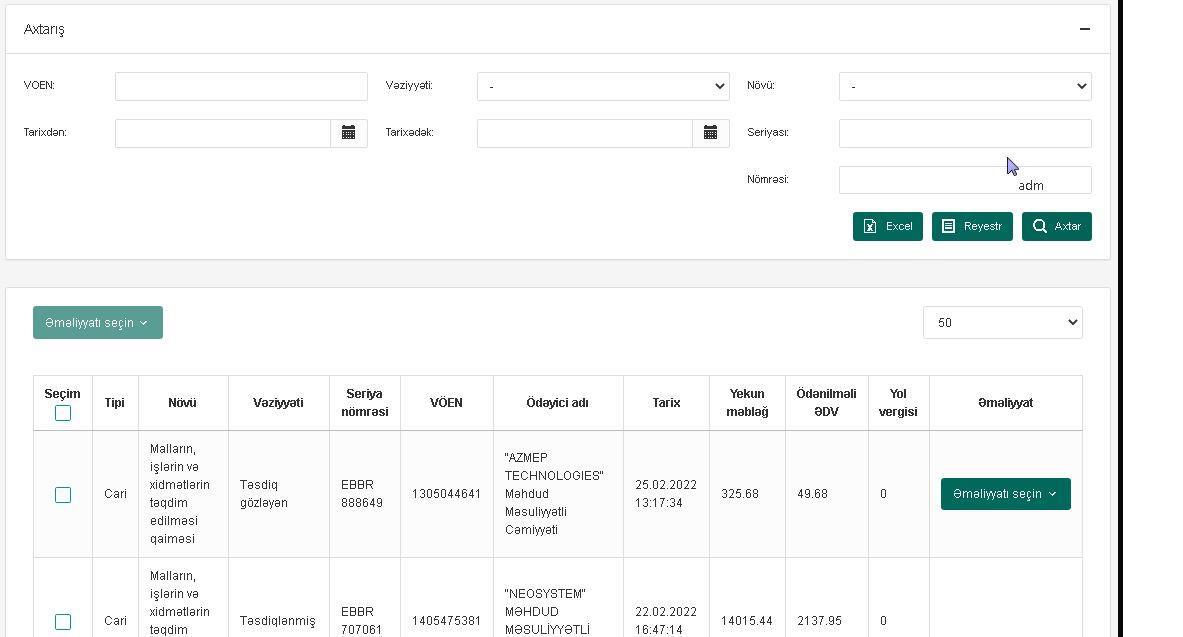 Axtarış
VOEN:
Vəziyyəti:
-
Növü:
-
Tarixdən:
Tarixədək:
Seriyası:
Nömrəsi:
adm
Excel
Reyestr
Axtar
Əməliyyatı seçin
50
Seçim
Tipi
Növü
Vəziyyəti
Seriya
nömrəsi
VÖEN
Ödəyici adı
Tarix
Yekun
məbləğ
Ödənilməli
ƏDV
Yol
vergisi
Əməliyyat
Cari
Malların,
işlərin və
xidmətlərin
təqdim
edilməsi
qaiməsi
Təsdiq
gözləyən
EBBR
888649
1305044641
"AZMEP
TECHNOLOGIES"
Məhdud
Məsuliyyətli
Cəmiyyəti
25.02.2022
13:17:34
325.68
49.68
0
Əməliyyatı seçin
Cari
Malların,
işlərin və
xidmətlərin
təqdim
Təsdiqlənmiş
EBBR
707061
1405475381
"NEOSYSTEM"
MƏHDUD
MƏSULİYYƏTLİ
22.02.2022
16:47:14
14015.44
2137.95
0